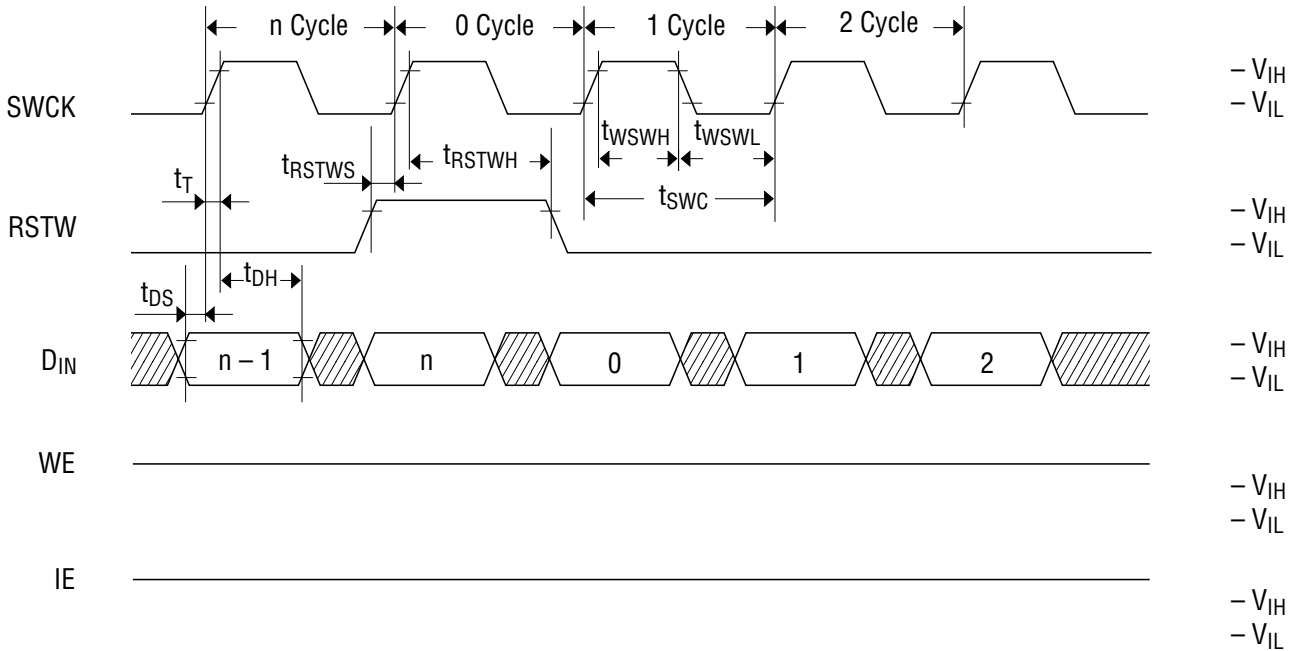 n Cycle 0 Cycle 1 Cycle 2 Cycle
SWCK – VIH
– VIL
tWSWH tWSWL
tRSTWS tRSTWH
tT tSWC
RSTW – VIH
– VIL
tDH
tDS
DIN n – 1 n 0 1 2 – VIH
– VIL
WE
– VIH
– VIL
IE
– VIH
– VIL